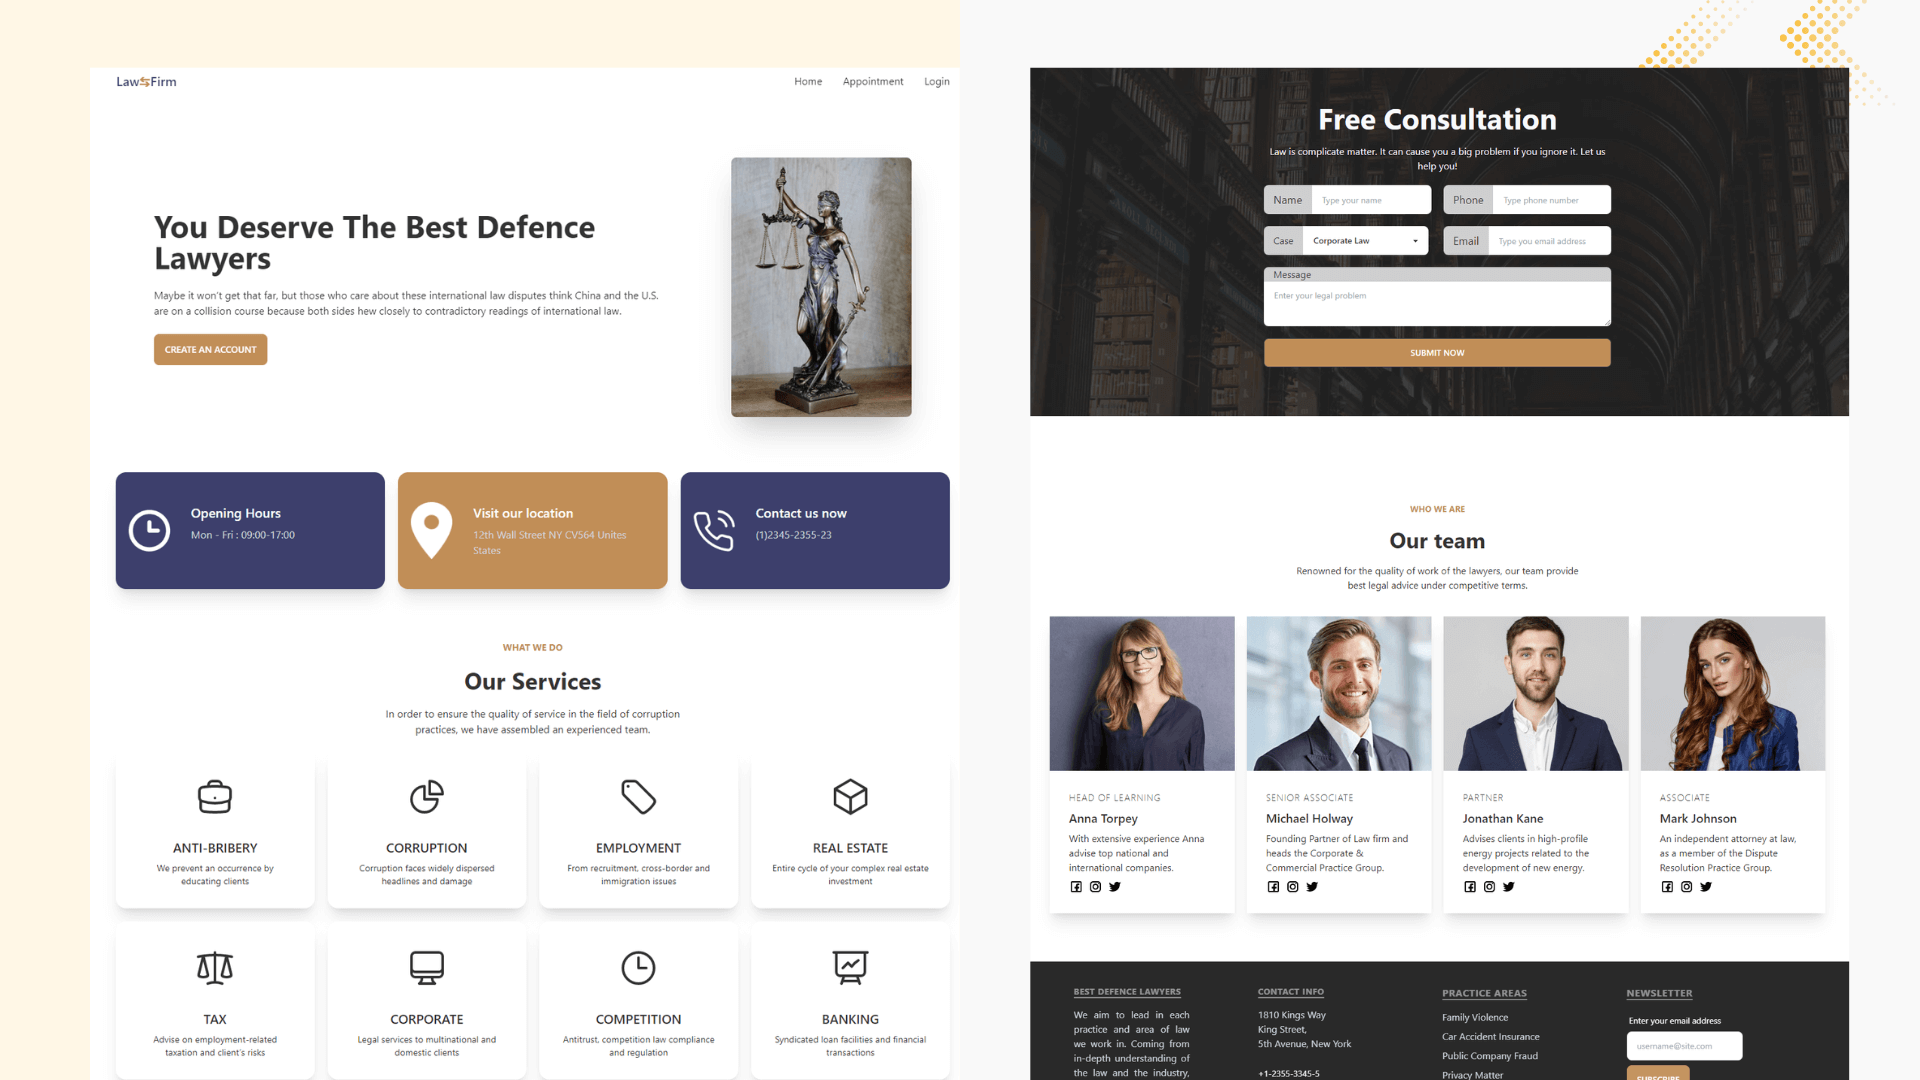 Law Firm
Home Appointment Login
You Deserve The Best Defence
Lawyers
Maybe it won't get that far, but those who care about these international law disputes think China and the U.S.
are on a collision course because both sides hew closely to contradictory readings of international law.
CREATE AN ACCOUNT
Opening Hours
Mon - Fri : 09:00-17:00
Visit our location
12th Wall Street NY CV564 Unites
States
Contact us now
(1)2345-2355-23
WHAT WE DO
Our Services
In order to ensure the quality of service in the field of corruption
practices, we have assembled an experienced team.
ANTI-BRIBERY
We prevent an occurrence by
educating clients
CORRUPTION
Corruption faces widely dispersed
headlines and damage
EMPLOYMENT
From recruitment, cross-border and
immigration issues
REAL ESTATE
Entire cycle of your complex real estate
investment
TAX
Advise on employment-related
taxation and client's risks
CORPORATE
Legal services to multinational and
domestic clients
COMPETITION
Antitrust, competition law compliance
and regulation
BANKING
Syndicated loan facilities and financial
transactions
Free Consultation
Law is complicate matter. It can cause you a big problem if you ignore it. Let us
help you!
Name Type your name
Phone Type phone number
Case Corporate Law
Email Type you email address
Message
Enter your legal problem
SUBMIT NOW
WHO WE ARE
Our team
Renowned for the quality of work of the lawyers, our team provide
best legal advice under competitive terms.
HEAD OF LEARNING
Anna Torpey
With extensive experience Anna
advise top national and
international companies.
SENIOR ASSOCIATE
Michael Holway
Founding Partner of Law firm and
heads the Corporate &
Commercial Practice Group.
PARTNER
Jonathan Kane
Advises clients in high-profile
energy projects related to the
development of new energy.
ASSOCIATE
Mark Johnson
An independent attorney at law,
as a member of the Dispute
Resolution Practice Group.
BEST DEFENCE LAWYERS
We aim to lead in each
practice and area of law
we work in. Coming from
in-depth understanding of
the law and the industry,
CONTACT INFO
1810 Kings Way
King Street,
5th Avenue, New York
+1-2355-3345-5
PRACTICE AREAS
Family Violence
Car Accident Insurance
Public Company Fraud
Privacy Matter
NEWSLETTER
Enter your email address
username@site.com
SUBSCRIBE